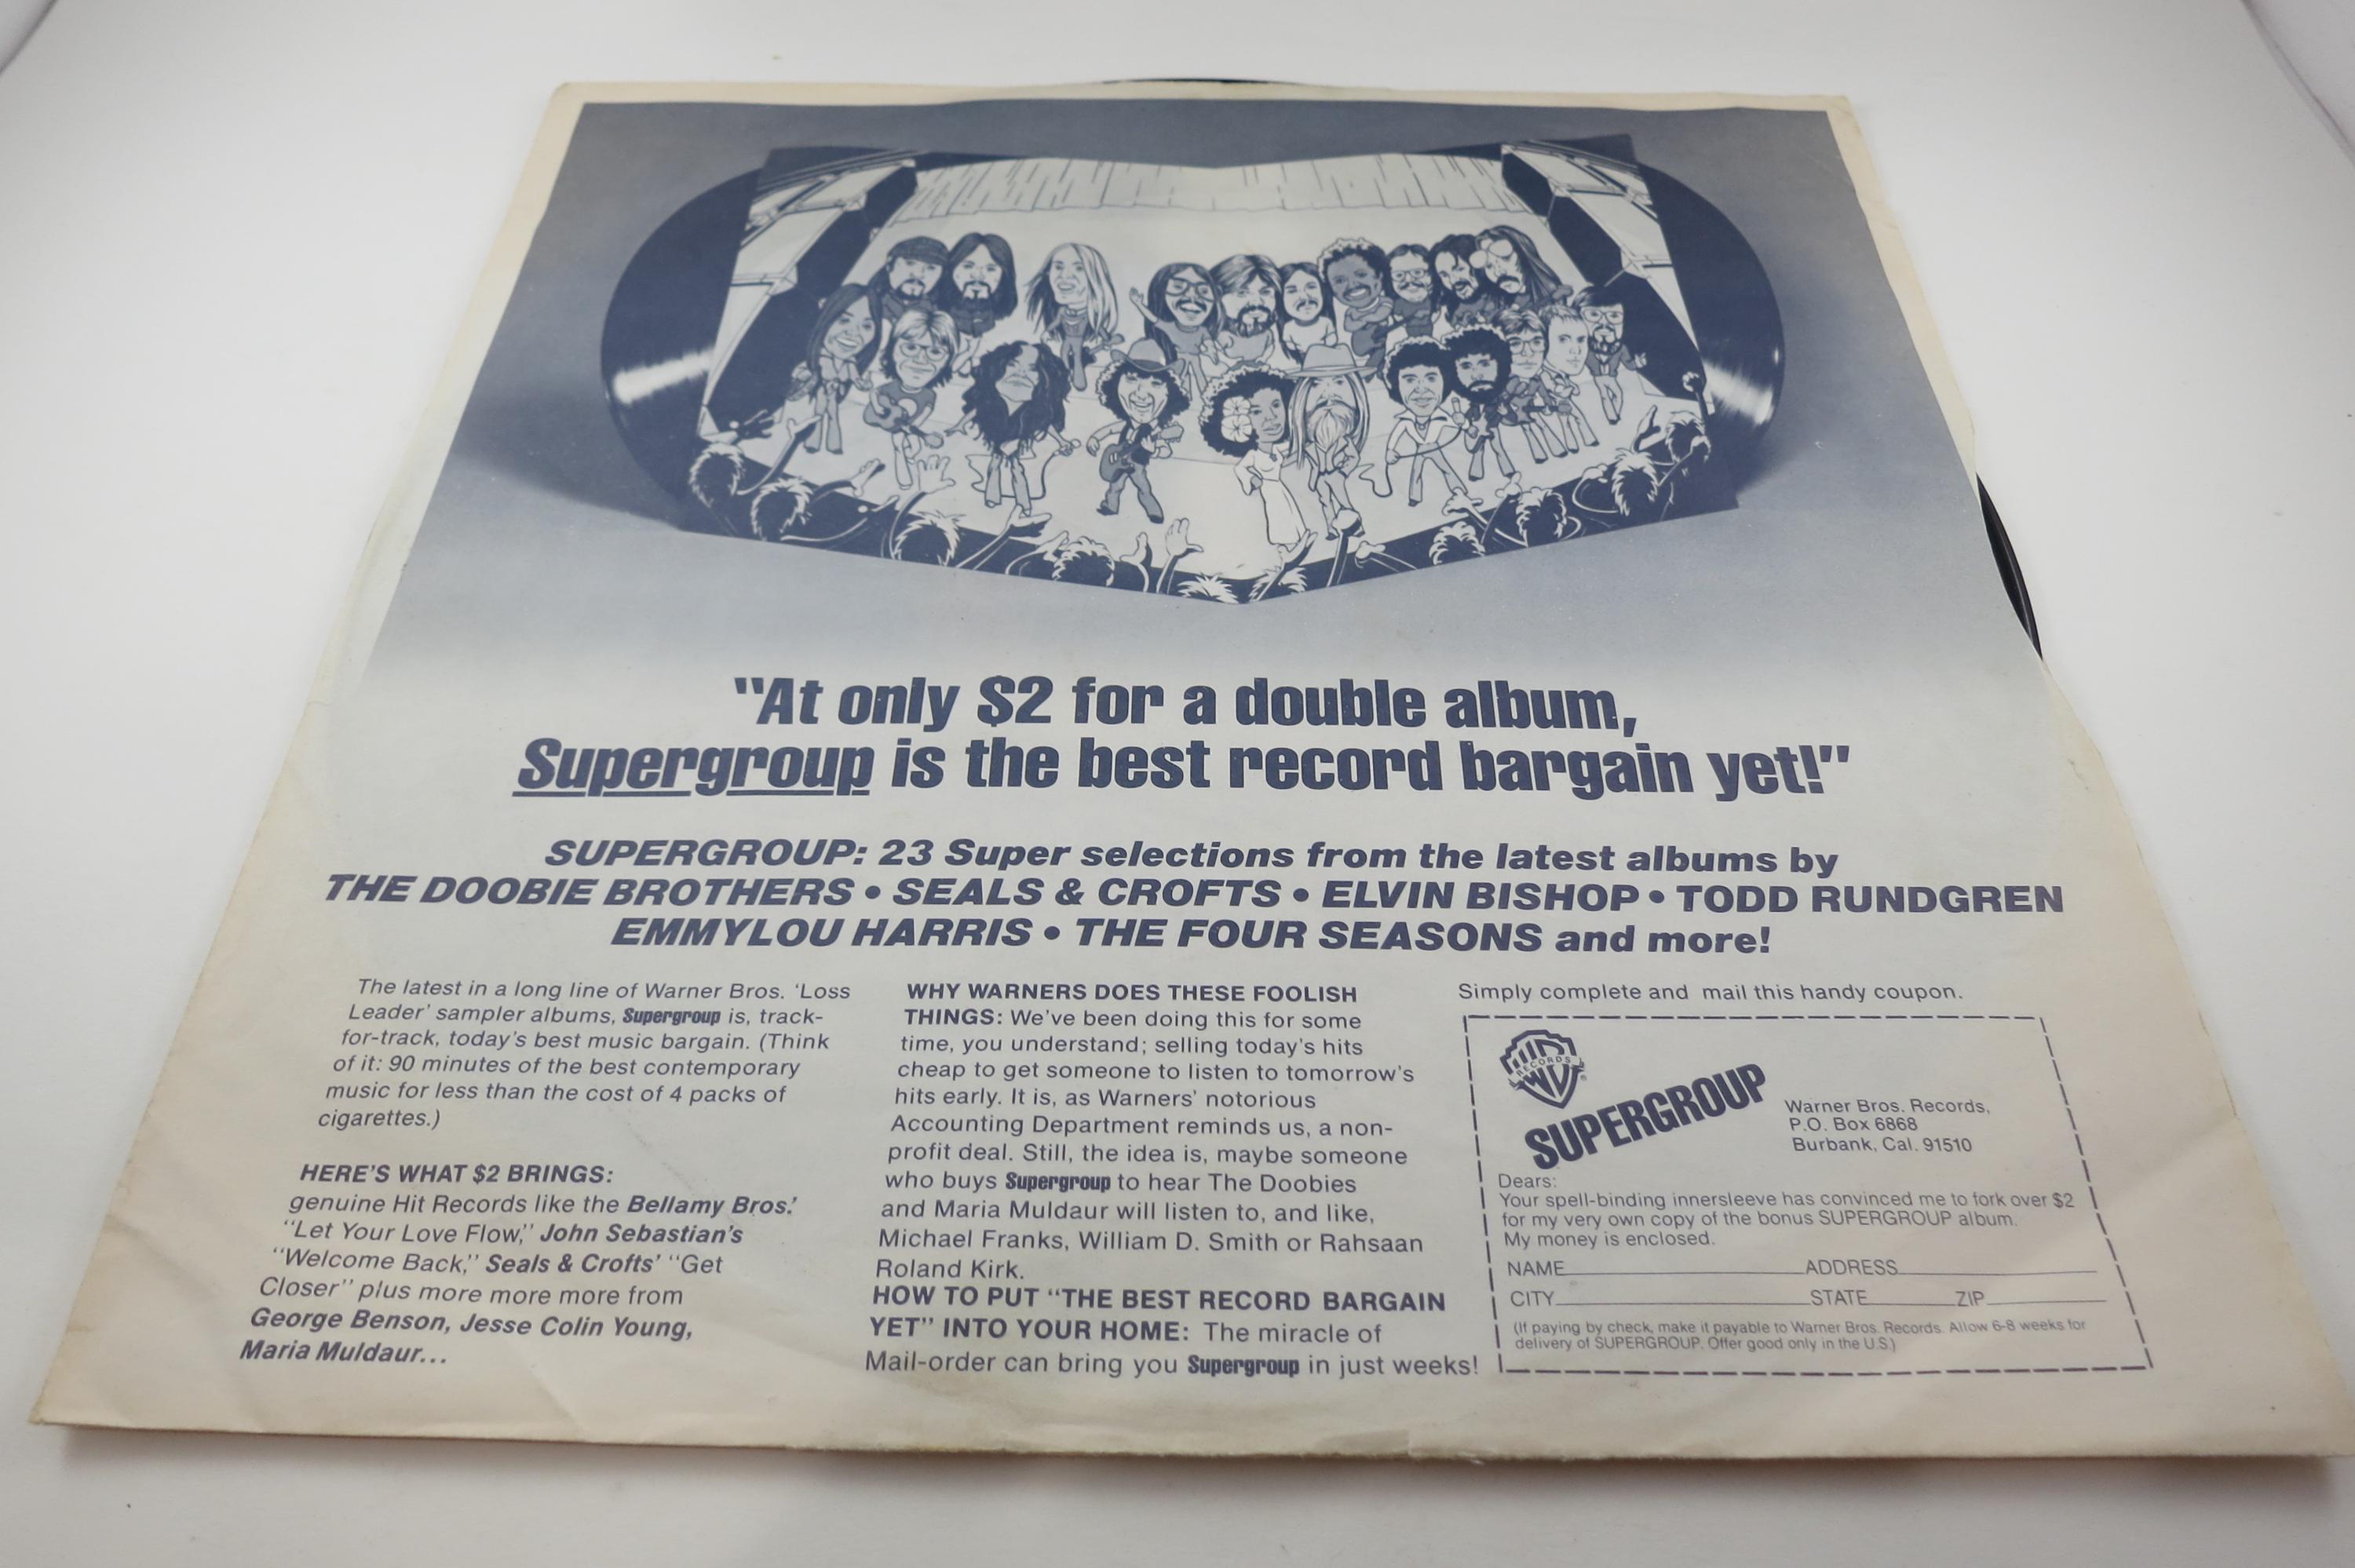 "At only $2 for a double album,
Supergroup is the best record bargain yet!"
SUPERGROUP: 23 Super selections from the latest albums by
THE DOOBIE BROTHERS • SEALS & CROFTS • ELVIN BISHOP • TODD RUNDGREN
EMMYLOU HARRIS • THE FOUR SEASONS and more!
The latest in a long line of Warner Bros. 'Loss
Leader' sampler albums, Supergroup is, track-
for-track, today's best music bargain. (Think
of it: 90 minutes of the best contemporary
music for less than the cost of 4 packs of
cigarettes.)
HERE'S WHAT $2 BRINGS:
genuine Hit Records like the Bellamy Bros.'
"Let Your Love Flow," John Sebastian's
"Welcome Back," Seals & Crofts' "Get
Closer" plus more more more from
George Benson, Jesse Colin Young,
Maria Muldaur...
WHY WARNERS DOES THESE FOOLISH
THINGS: We've been doing this for some
time, you understand; selling today's hits
cheap to get someone to listen to tomorrow's
hits early. It is, as Warners' notorious
Accounting Department reminds us, a non-
profit deal. Still, the idea is, maybe someone
who buys Supergroup to hear The Doobies
and Maria Muldaur will listen to, and like,
Michael Franks, William D. Smith or Rahsaan
Roland Kirk.
HOW TO PUT "THE BEST RECORD BARGAIN
YET" INTO YOUR HOME: The miracle of
Mail-order can bring you Supergroup in just weeks!
Simply complete and mail this handy coupon.
RECORDS
SUPERGROUP
Warner Bros. Records,
P.O. Box 6868
Burbank, Cal. 91510
Dears:
Your spell-binding innersleeve has convinced me to fork over $2
for my very own copy of the bonus SUPERGROUP album.
My money is enclosed.
NAME ADDRESS
CITY STATE ZIP
(If paying by check, make it payable to Warner Bros. Records. Allow 6-8 weeks for
delivery of SUPERGROUP. Offer good only in the U.S.)